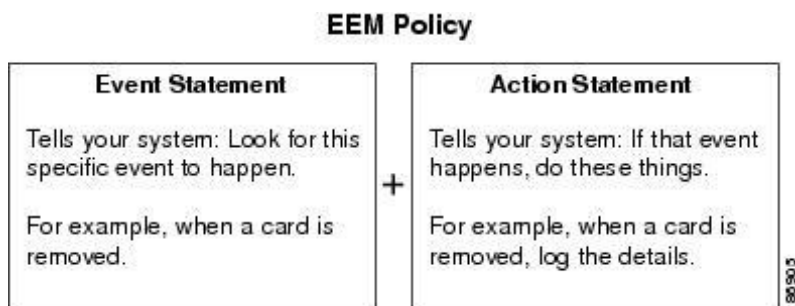 EEM Policy
Event Statement
Tells your system: Look for this
specific event to happen.
For example, when a card is
removed.
+
Action Statement
Tells your system: If that event
happens, do these things.
For example, when a card is
removed, log the details.